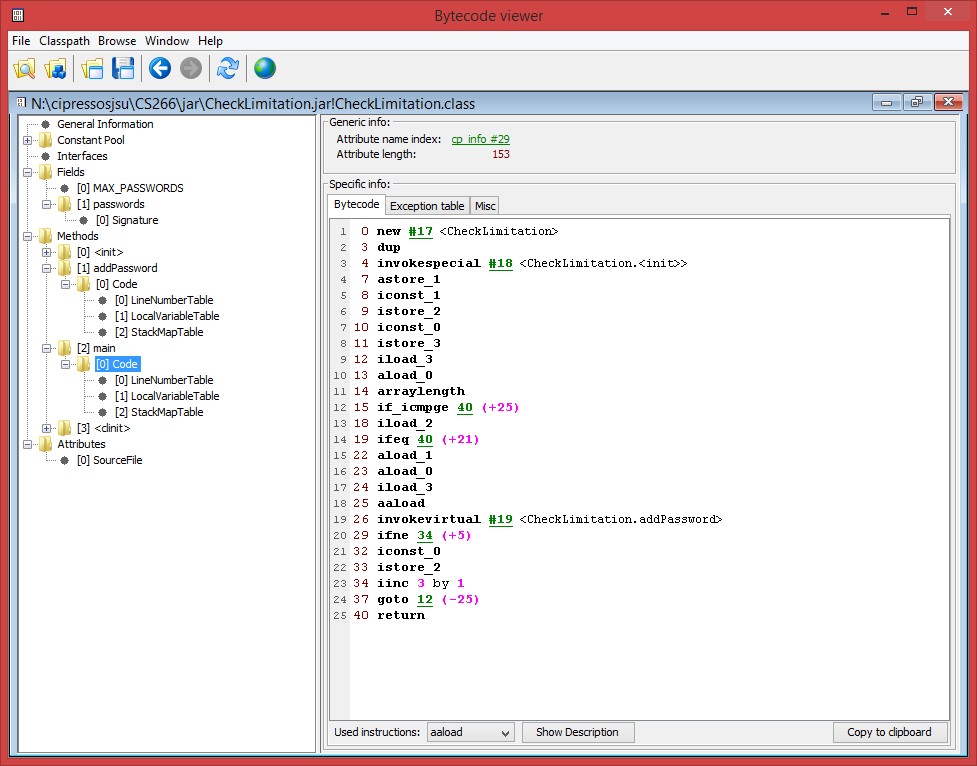 Bytecode viewer
File Classpath Browse Window Help
N:\cipressosjsu\CS266\jar\CheckLimitation.jar!CheckLimitation.class
General Information
Constant Pool
Interfaces
Fields
[0] MAX_PASSWORDS
[1] passwords
[0] Signature
Methods
[0] <init>
[1] addPassword
[0] Code
[0] LineNumberTable
[1] LocalVariableTable
[2] StackMapTable
[2] main
[0] Code
[0] LineNumberTable
[1] LocalVariableTable
[2] StackMapTable
[3] <clinit>
Attributes
[0] SourceFile
Generic info:
Attribute name index: cp_info #29
Attribute length: 153
Specific info:
Bytecode Exception table Misc
1 0 new #17 <CheckLimitation>
2 3 dup
3 4 invokespecial #18 <CheckLimitation.<init>>
4 7 astore_1
5 8 iconst_1
6 9 istore_2
7 10 iconst_0
8 11 istore_3
9 12 iload_3
10 13 aload_0
11 14 arraylength
12 15 if_icmpge 40 (+25)
13 18 iload_2
14 19 ifeq 40 (+21)
15 22 aload_1
16 23 aload_0
17 24 iload_3
18 25 aaload
19 26 invokevirtual #19 <CheckLimitation.addPassword>
20 29 ifne 34 (+5)
21 32 iconst_0
22 33 istore_2
23 34 iinc 3 by 1
24 37 goto 12 (-25)
25 40 return
Used instructions: aaload Show Description Copy to clipboard